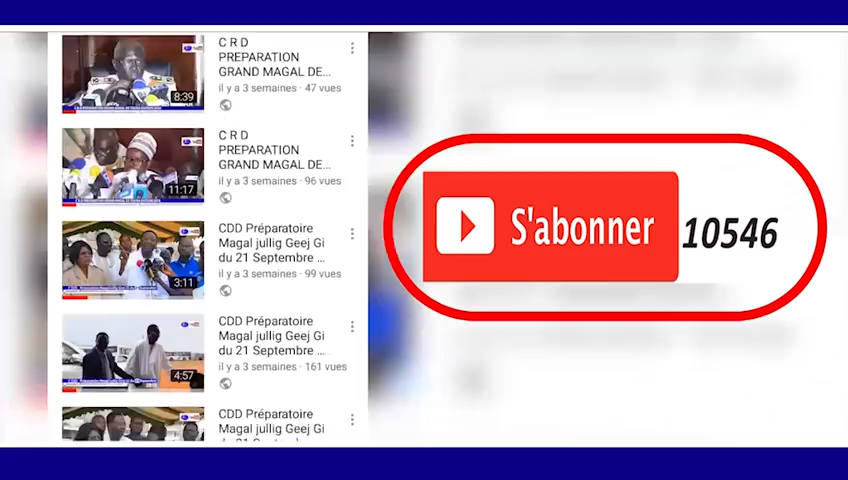 C R D
PREPARATION
GRAND MAGAL DE...
il y a 3 semaines · 47 vues
8:39
C R D
PREPARATION
GRAND MAGAL DE...
il y a 3 semaines · 96 vues
11:17
CDD Préparatoire
Magal jullig Geej Gi
du 21 Septembre ...
il y a 3 semaines · 99 vues
3:11
CDD Préparatoire
Magal jullig Geej Gi
du 21 Septembre ...
il y a 3 semaines · 161 vues
4:57
CDD Préparatoire
Magal jullig Geej Gi
S'abonner
10546